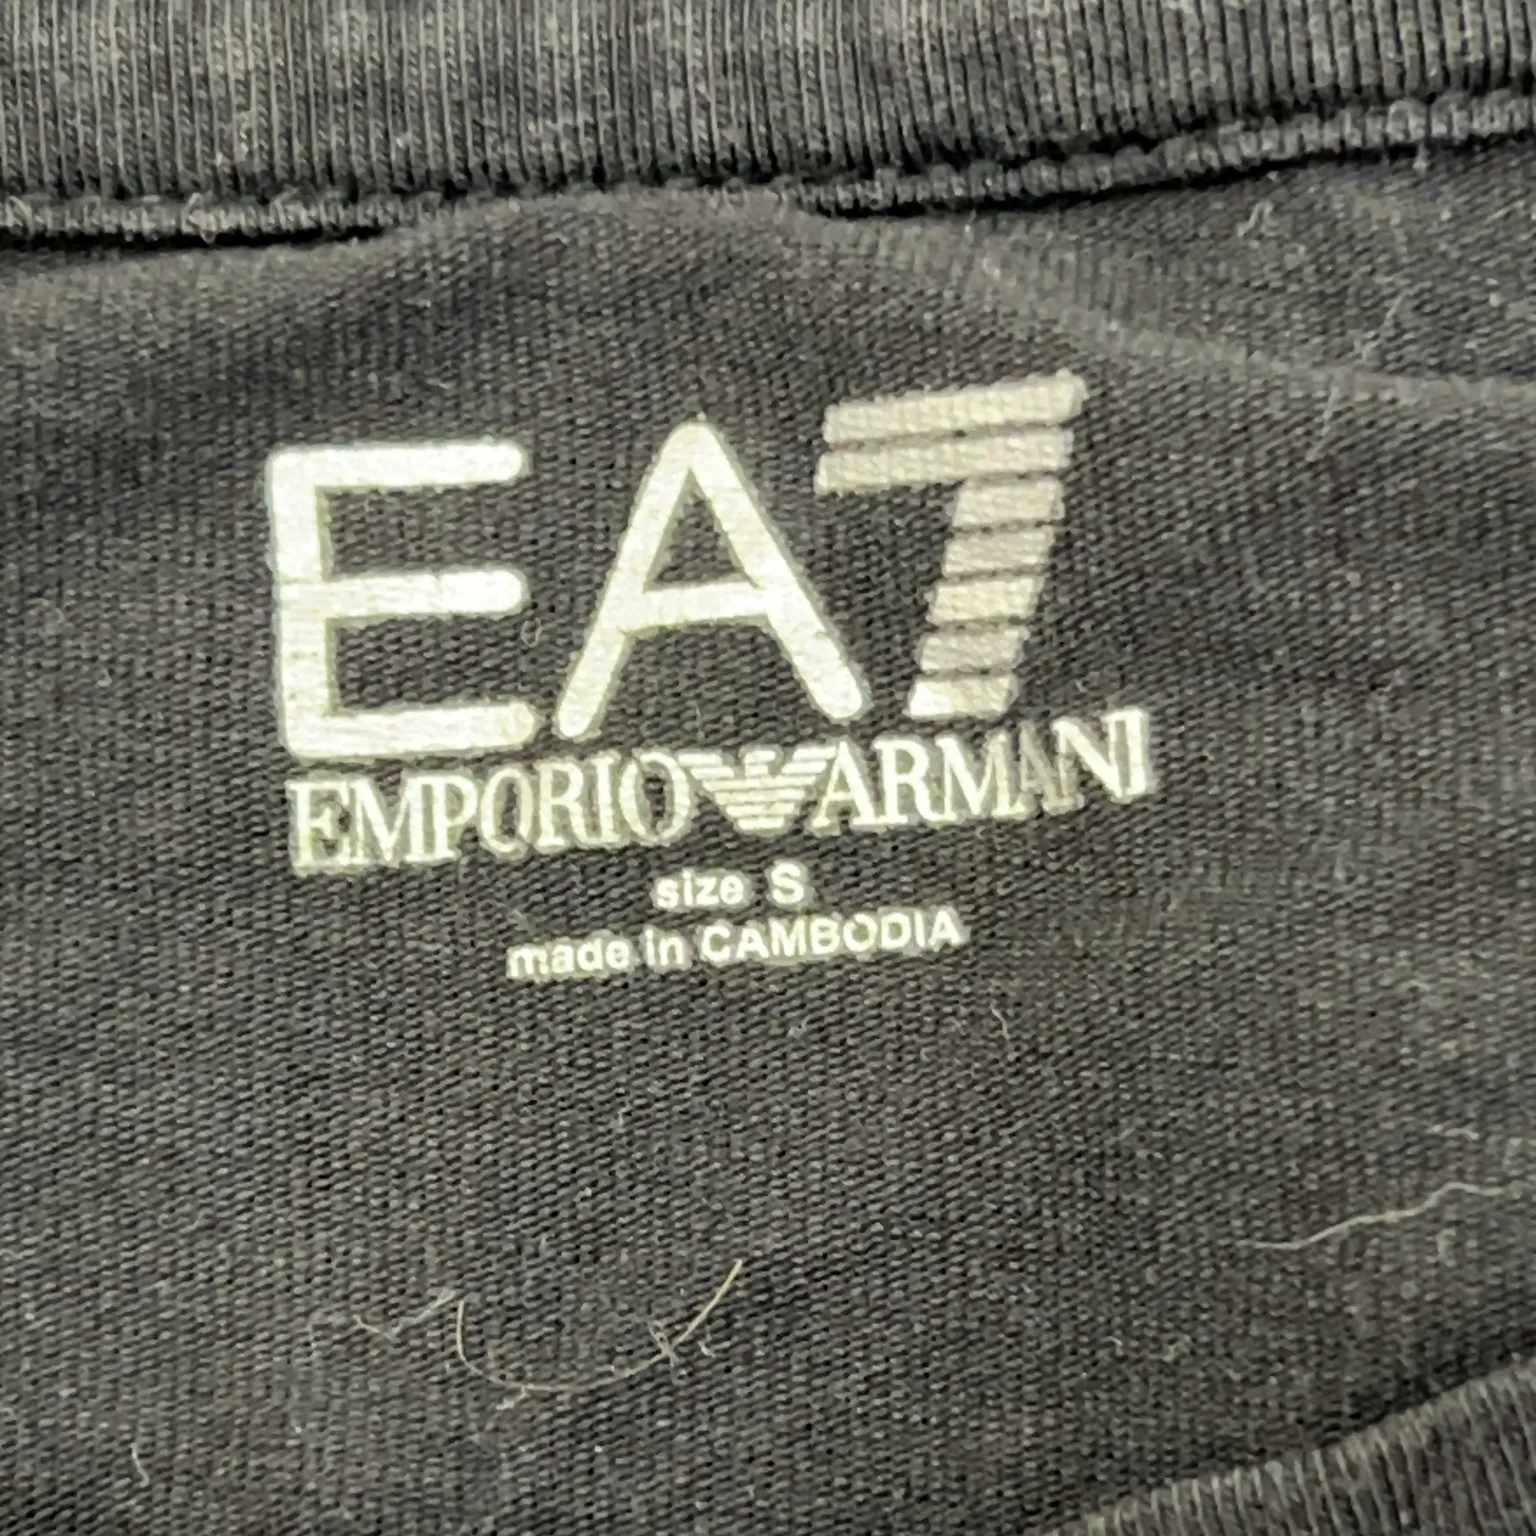 EA7
EMPORIO ARMANI
size S
made in CAMBODIA